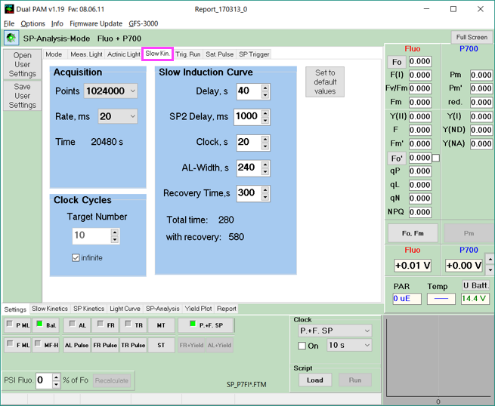 Dual PAM v1.19 Fw: 08.06.11 Report_170313_0
File Options Info Firmware Update GFS-3000
SP-Analysis-Mode Fluo + P700 Full Screen
Open User Settings
Save User Settings
Mode Meas. Light Actinic Light Slow Kin. Trig. Run Sat. Pulse SP Trigger
Acquisition
Points 1024000
Rate, ms 20
Time 20480 s
Clock Cycles
Target Number
10
infinite
Slow Induction Curve
Delay, s 40
SP2 Delay, ms 1000
Clock, s 20
AL-Width, s 240
Recovery Time,s 300
Total time: 280
with recovery: 580
Set to default values
Fluo P700
Fo 0.000
F(I) 0.000 Pm 0.000
Fv/Fm 0.000 Pm' 0.000
Fm 0.000 red. 0.000
Y(II) 0.000 Y(I) 0.000
F 0.000 Y(ND) 0.000
Fm' 0.000 Y(NA) 0.000
Fo' 0.000
qP 0.000
qL 0.000
qN 0.000
NPQ 0.000
Fo, Fm Pm
Fluo P700
+0.01 V +0.00 V
PAR Temp U Batt.
0 uE ---- 14.4 V
Settings Slow Kinetics SP Kinetics Light Curve SP-Analysis Yield Plot Report
P ML Bal. AL FR TR MT P.+F. SP
F ML MF-H AL Pulse FR Pulse TR Pulse ST FR+Yield AL+Yield
PSI Fluo 0 % of Fo Recalculate SP_P7FI*.FTM
Clock
P.+F. SP
On 10 s
Script
Load Run
0